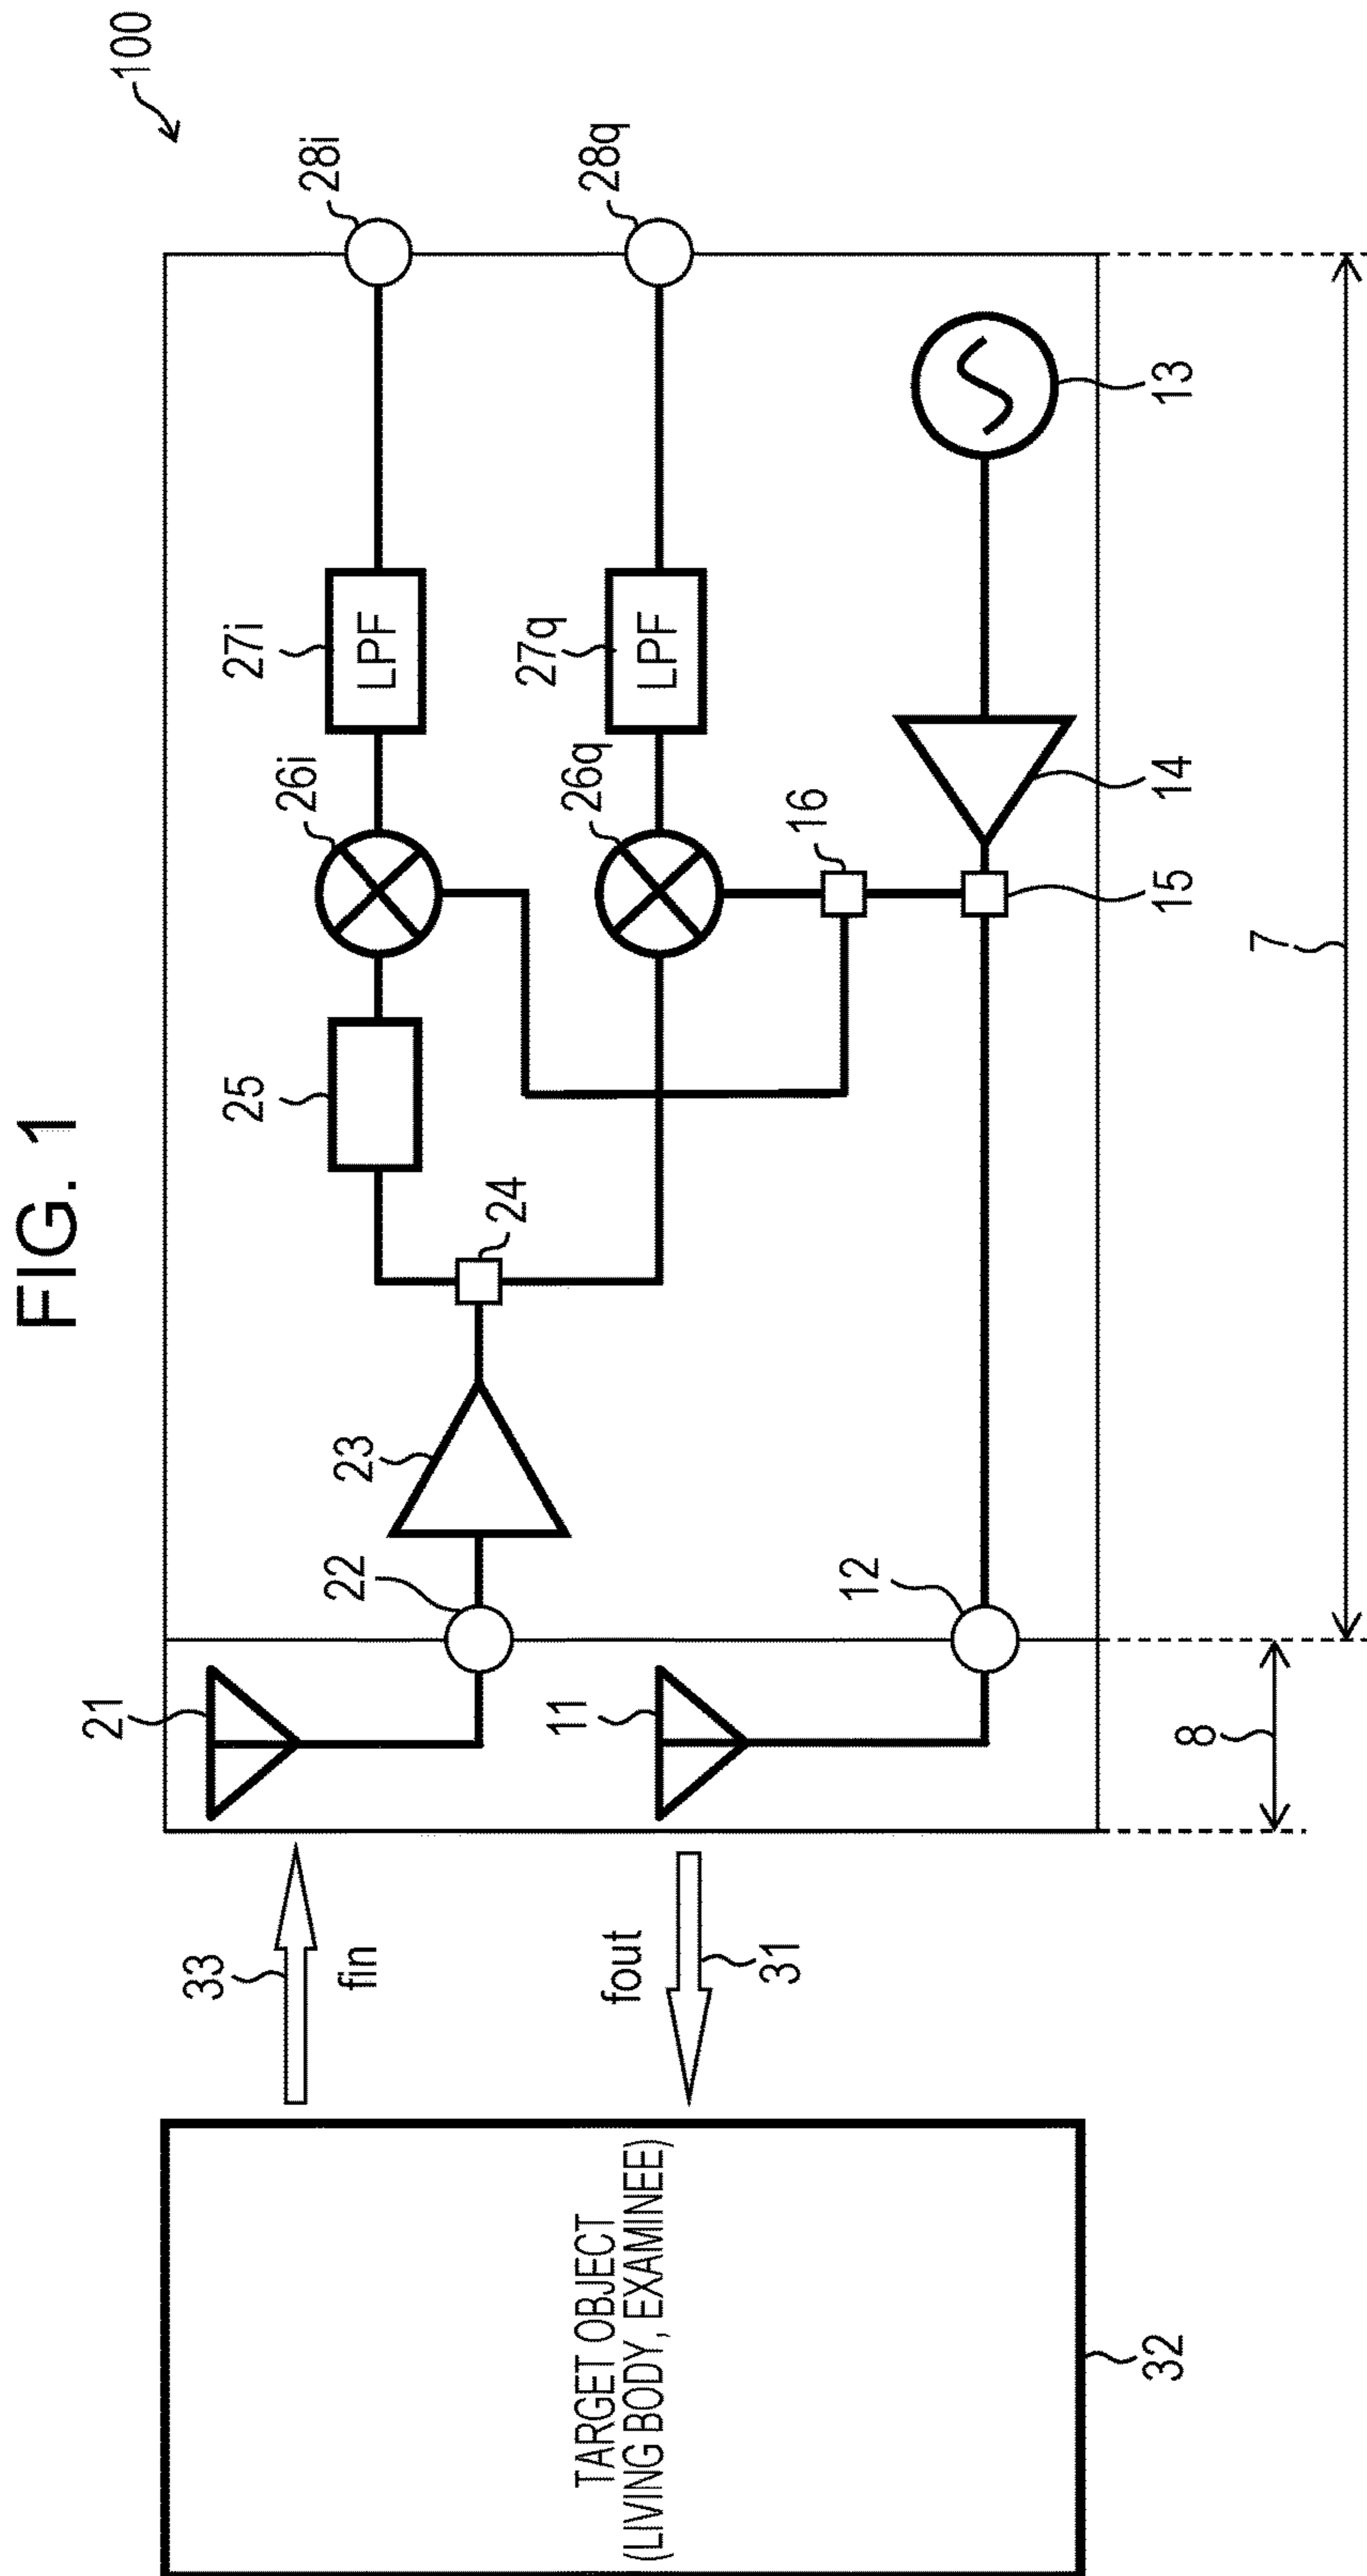 FIG. 1
100
21
22
23
24
25
26i
27i
28i
33
fin
TARGET OBJECT
(LIVING BODY, EXAMINEE)
fout
31
11
12
16
26q
27q
LPF
LPF
28q
13
14
15
32
8
7